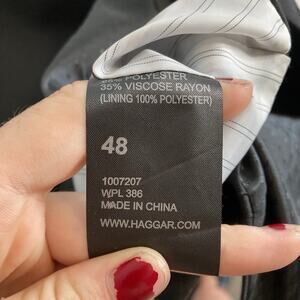 POLYESTER
35% VISCOSE RAYON
(LINING 100% POLYESTER)
48
1007207
WPL 386
MADE IN CHINA
WWW.HAGGAR.COM